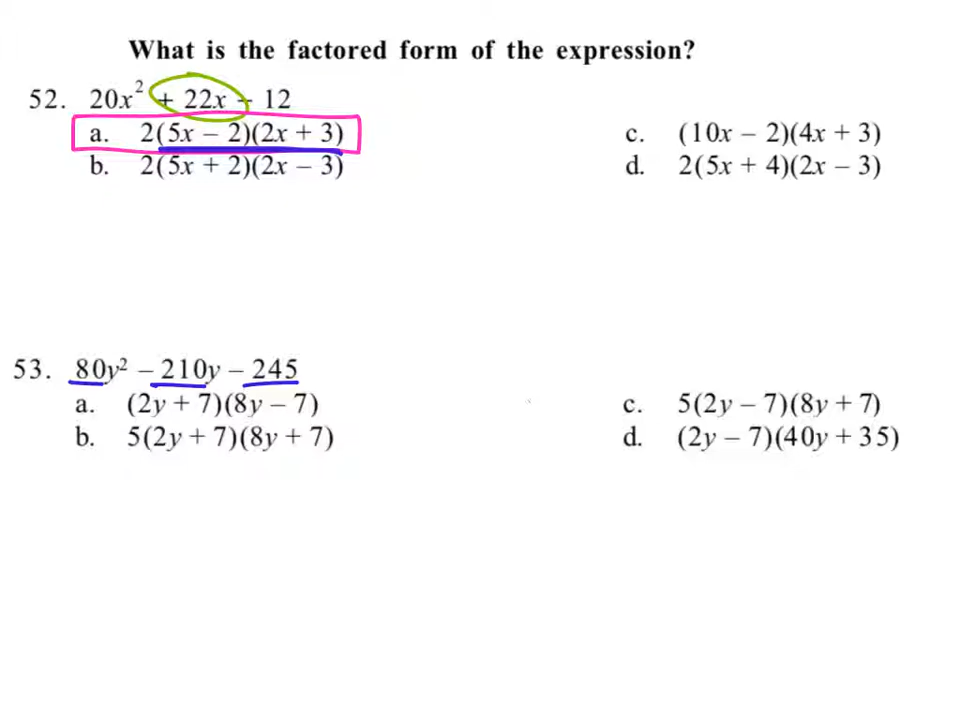 What is the factored form of the expression?
52. 20x² + 22x – 12
a. 2(5x – 2)(2x + 3)
c. (10x – 2)(4x + 3)
b. 2(5x + 2)(2x – 3)
d. 2(5x + 4)(2x – 3)
53. 80y² – 210y – 245
a. (2y + 7)(8y – 7)
c. 5(2y – 7)(8y + 7)
b. 5(2y + 7)(8y + 7)
d. (2y – 7)(40y + 35)